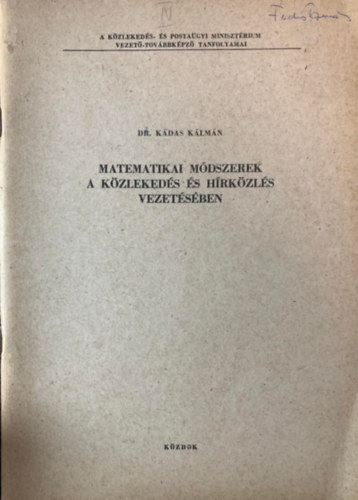 A KÖZLEKEDÉS- ÉS POSTAÜGYI MINISZTÉRIUM
VEZETŐ-TOVÁBBKÉPZŐ TANFOLYAMAI
DR. KÁDAS KÁLMÁN
MATEMATIKAI MÓDSZEREK
A KÖZLEKEDÉS ÉS HÍRKÖZLÉS
VEZETÉSÉBEN
KÖZDOK